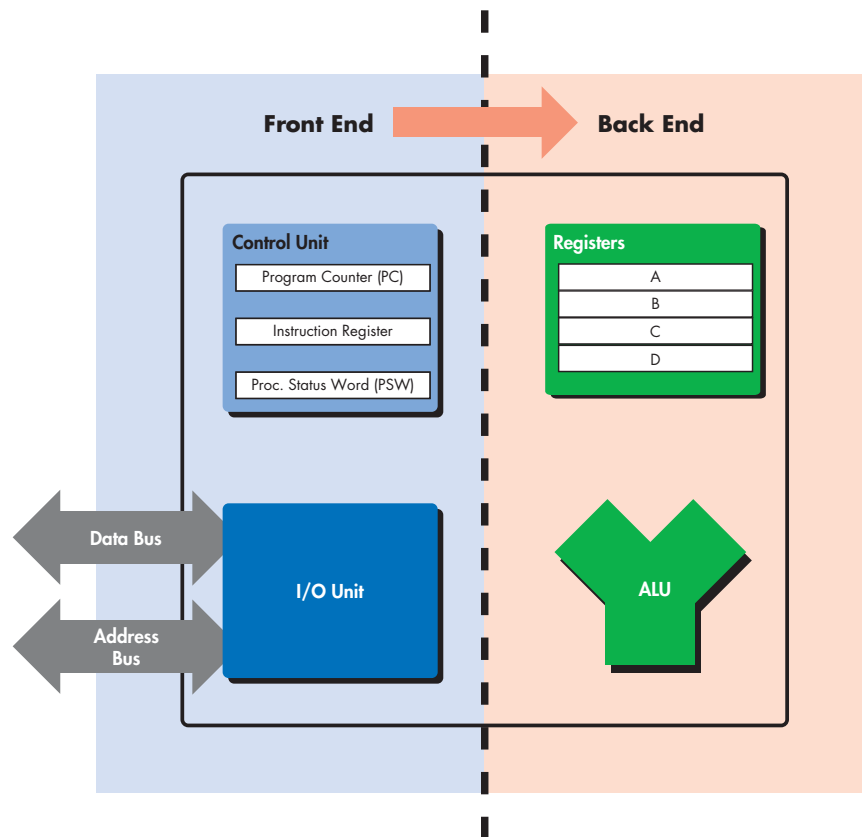 Front End
Back End
Control Unit
Program Counter (PC)
Instruction Register
Proc. Status Word (PSW)
Registers
A
B
C
D
Data Bus
Address
Bus
I/O Unit
ALU